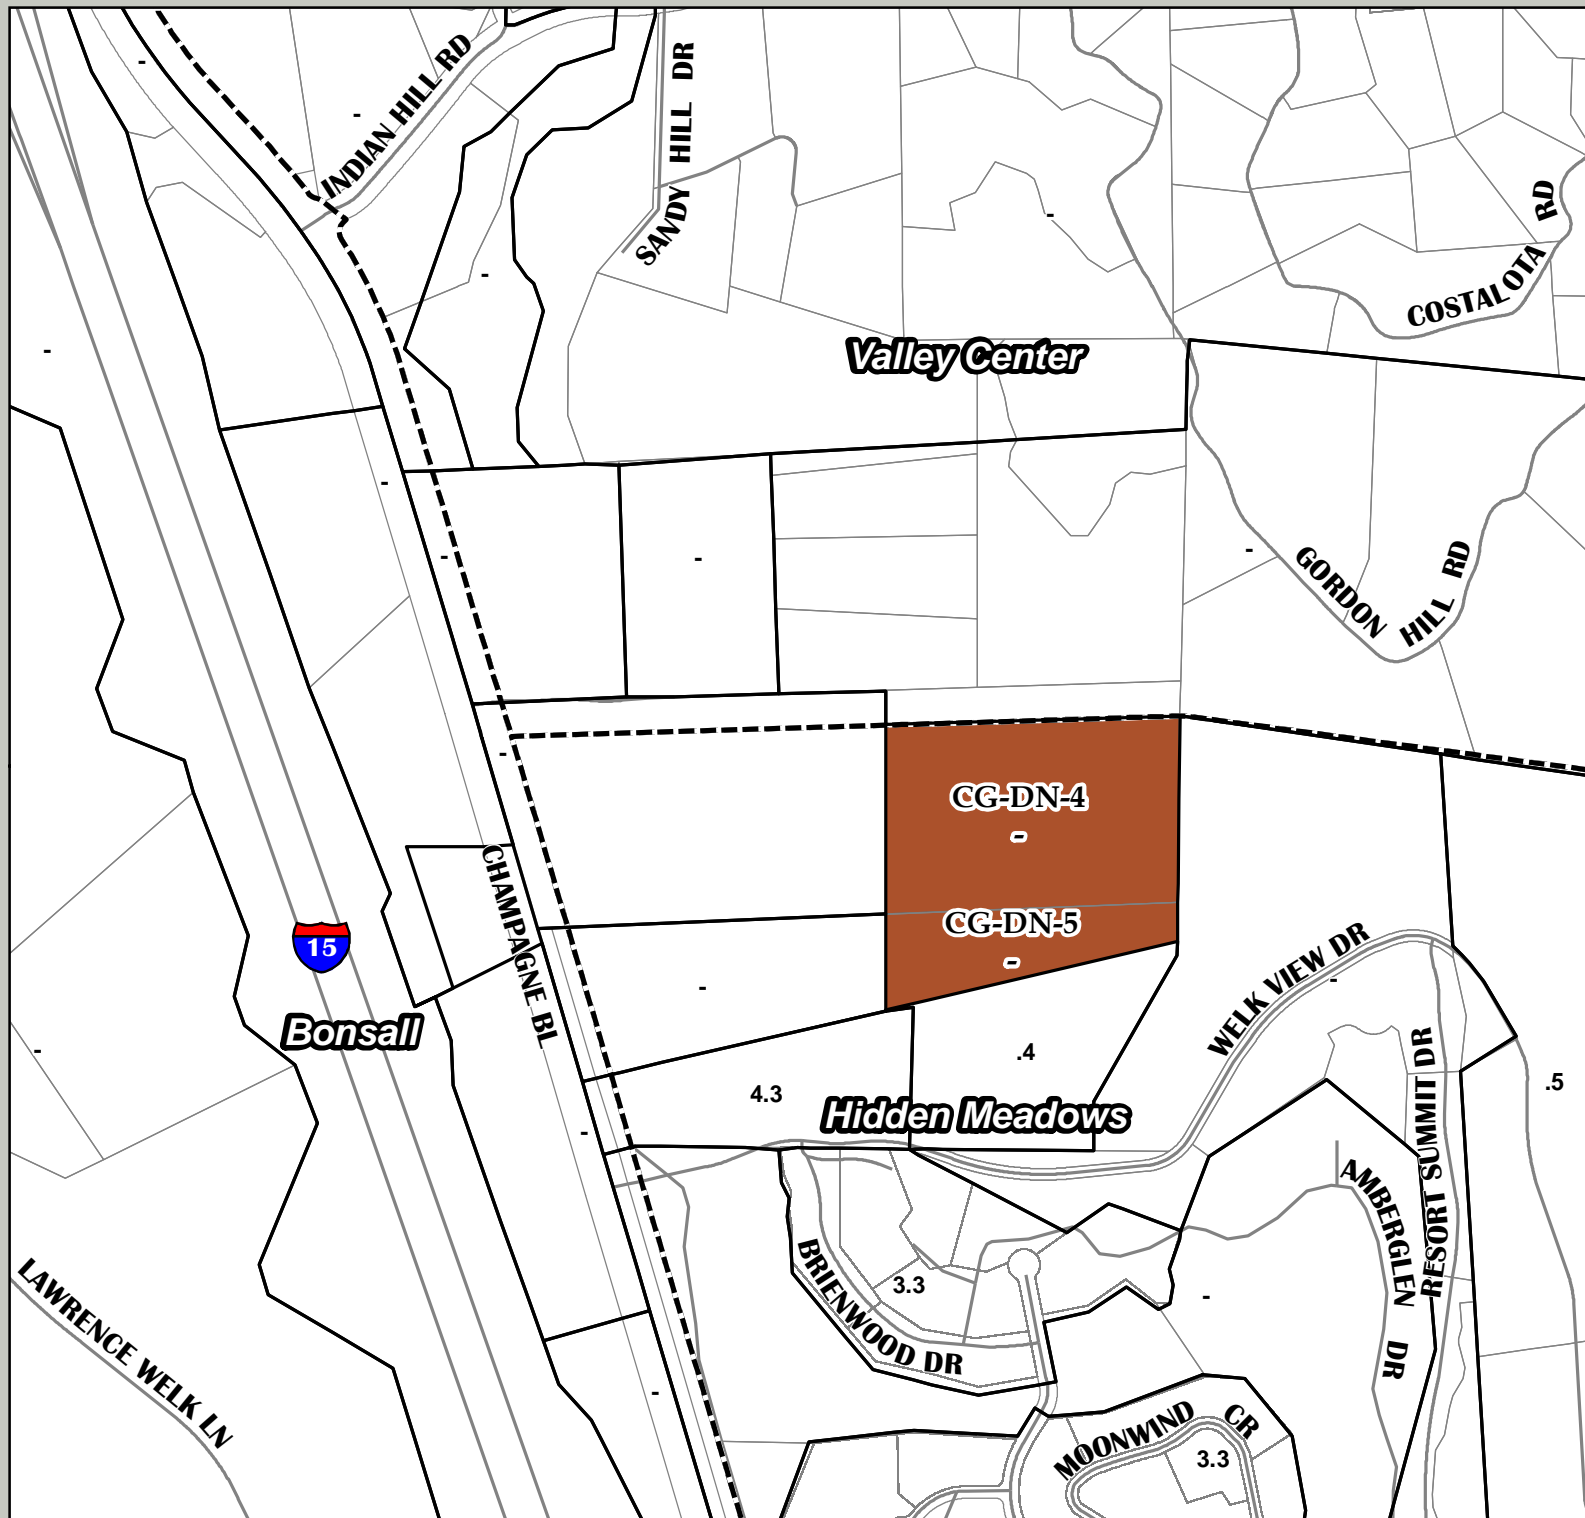 INDIAN HILL RD
SANDY HILL DR
COSTALOTA RD
-
-
-
-
-
Valley Center
-
-
-
-
GORDON HILL RD
-
CG-DN-4
-
CHAMPAGNE BL
CG-DN-5
-
15
WELK VIEW DR
-
-
Bonsall
-
.4
.5
4.3
Hidden Meadows
-
RESORT SUMMIT DR
AMBERGLEN DR
BRIENWOOD DR
3.3
-
LAWRENCE WELK LN
-
MOONWIND CR
3.3